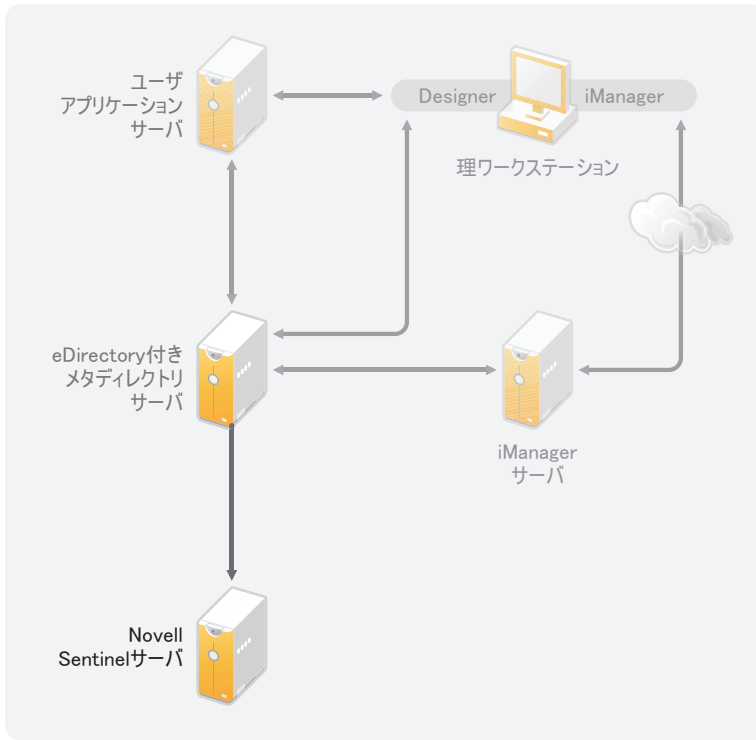 ユーザ
アプリケーション
サーバ
Designer
iManager
理ワークステーション
eDirectory付き
メタディレクトリ
サーバ
iManager
サーバ
Novell
Sentinelサーバ